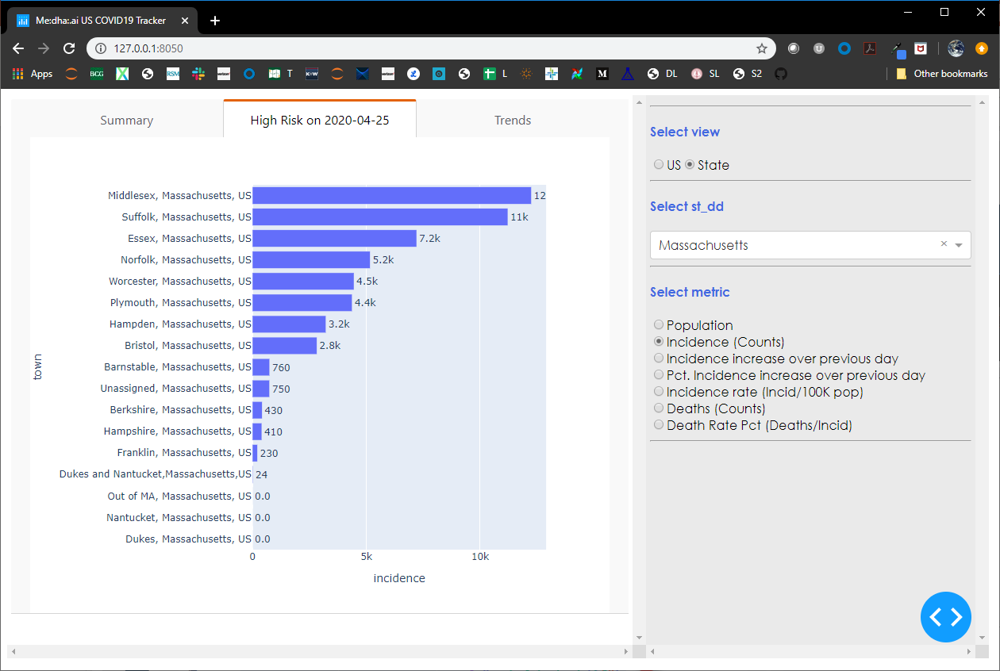 Me:dha:.ai US COVID19 Tracker
127.0.0.1:8050
Apps BCG RSM verizon T K•W verizon L M DL SL S2 Other bookmarks
Summary High Risk on 2020-04-25 Trends
Middlesex, Massachusetts, US 12
Suffolk, Massachusetts, US 11k
Essex, Massachusetts, US 7.2k
Norfolk, Massachusetts, US 5.2k
Worcester, Massachusetts, US 4.5k
Plymouth, Massachusetts, US 4.4k
Hampden, Massachusetts, US 3.2k
Bristol, Massachusetts, US 2.8k
Barnstable, Massachusetts, US 760
Unassigned, Massachusetts, US 750
Berkshire, Massachusetts, US 430
Hampshire, Massachusetts, US 410
Franklin, Massachusetts, US 230
Dukes and Nantucket,Massachusetts,US 24
Out of MA, Massachusetts, US 0.0
Nantucket, Massachusetts, US 0.0
Dukes, Massachusetts, US 0.0
town
0 5k 10k
incidence
Select view
US State
Select st_dd
Massachusetts
Select metric
Population
Incidence (Counts)
Incidence increase over previous day
Pct. Incidence increase over previous day
Incidence rate (Incid/100K pop)
Deaths (Counts)
Death Rate Pct (Deaths/Incid)